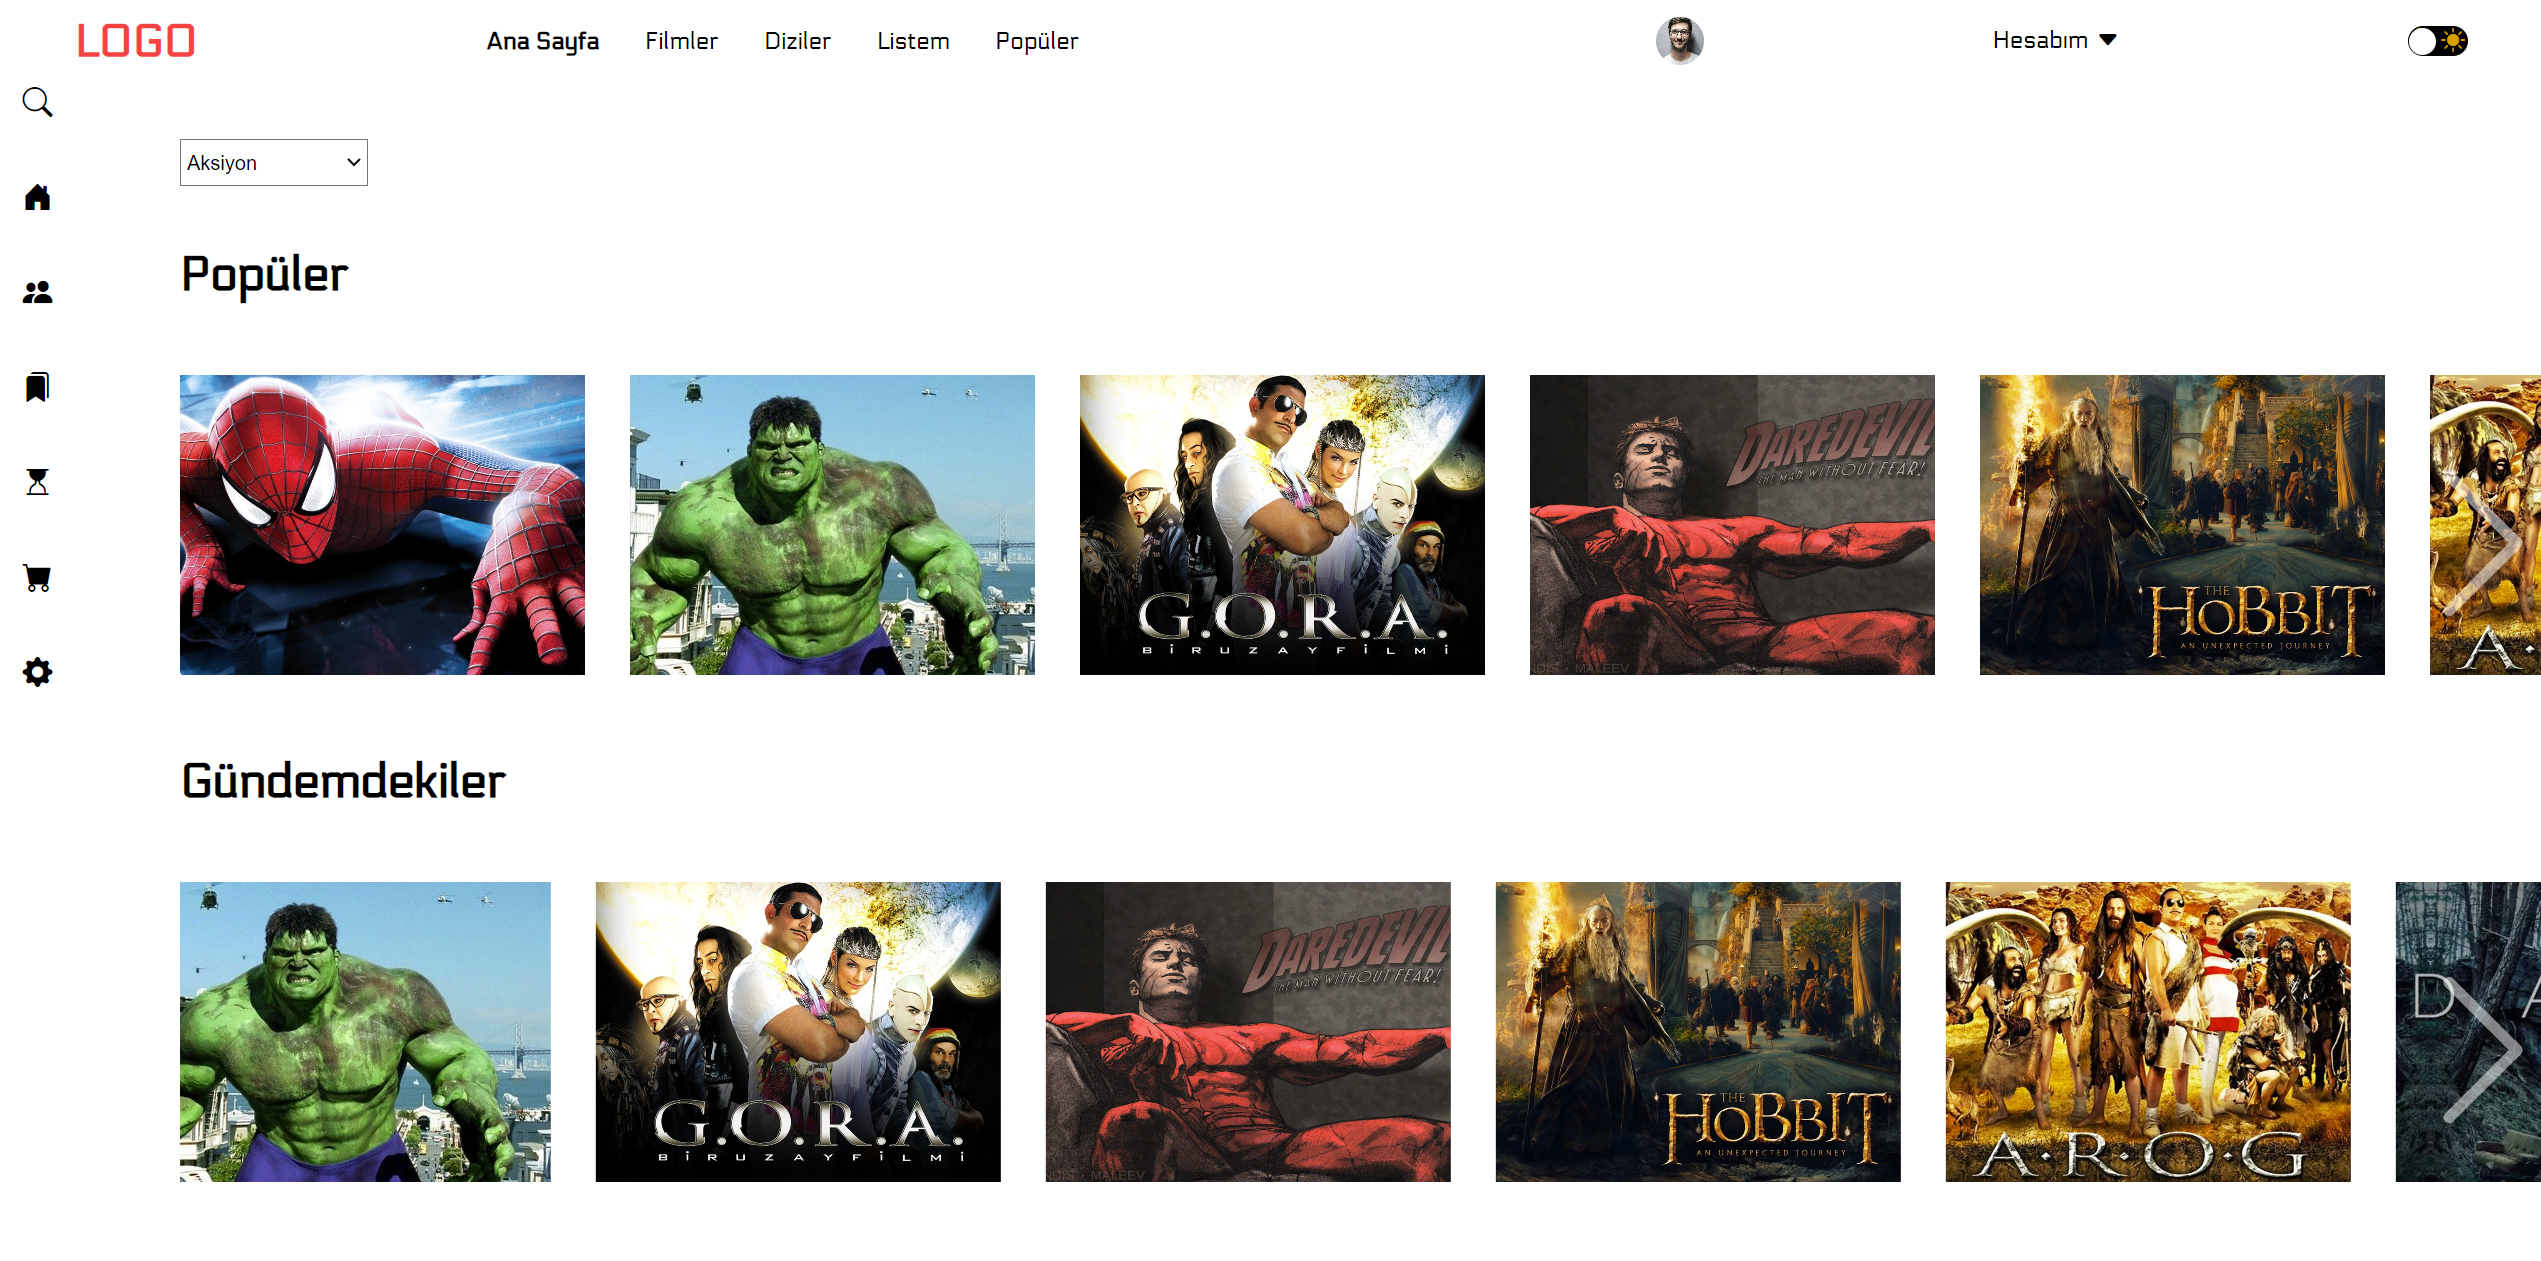 LOGO
Ana Sayfa Filmler Diziler Listem Popüler Hesabım
Aksiyon
Popüler
G.O.R.A.
BİR UZAY FİLMİ
DAREDEVIL
THE MAN WITHOUT FEAR!
MALEEV
THE
HOBBIT
AN UNEXPECTED JOURNEY
A·
Gündemdekiler
G.O.R.A.
BİR UZAY FİLMİ
DAREDEVIL
THE MAN WITHOUT FEAR!
MALEEV
THE
HOBBIT
AN UNEXPECTED JOURNEY
A·R·O·G
D A